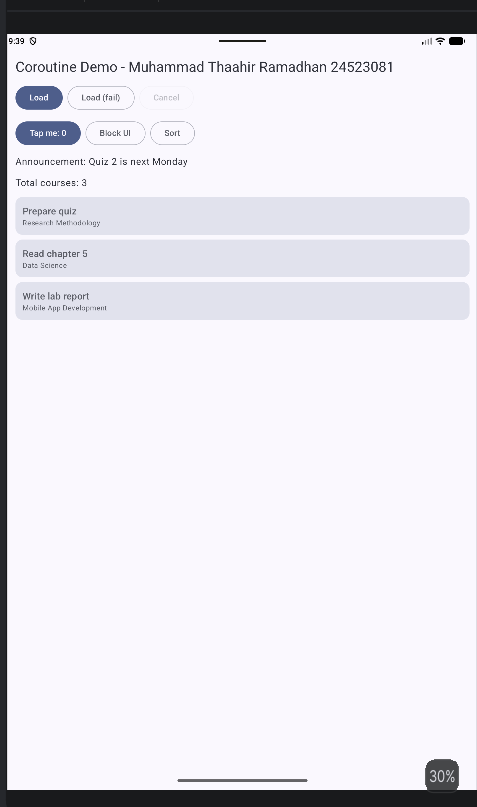 9:39
Coroutine Demo - Muhammad Thaahir Ramadhan 24523081
Load Load (fail) Cancel
Tap me: 0 Block UI Sort
Announcement: Quiz 2 is next Monday
Total courses: 3
Prepare quiz
Research Methodology
Read chapter 5
Data Science
Write lab report
Mobile App Development
30%